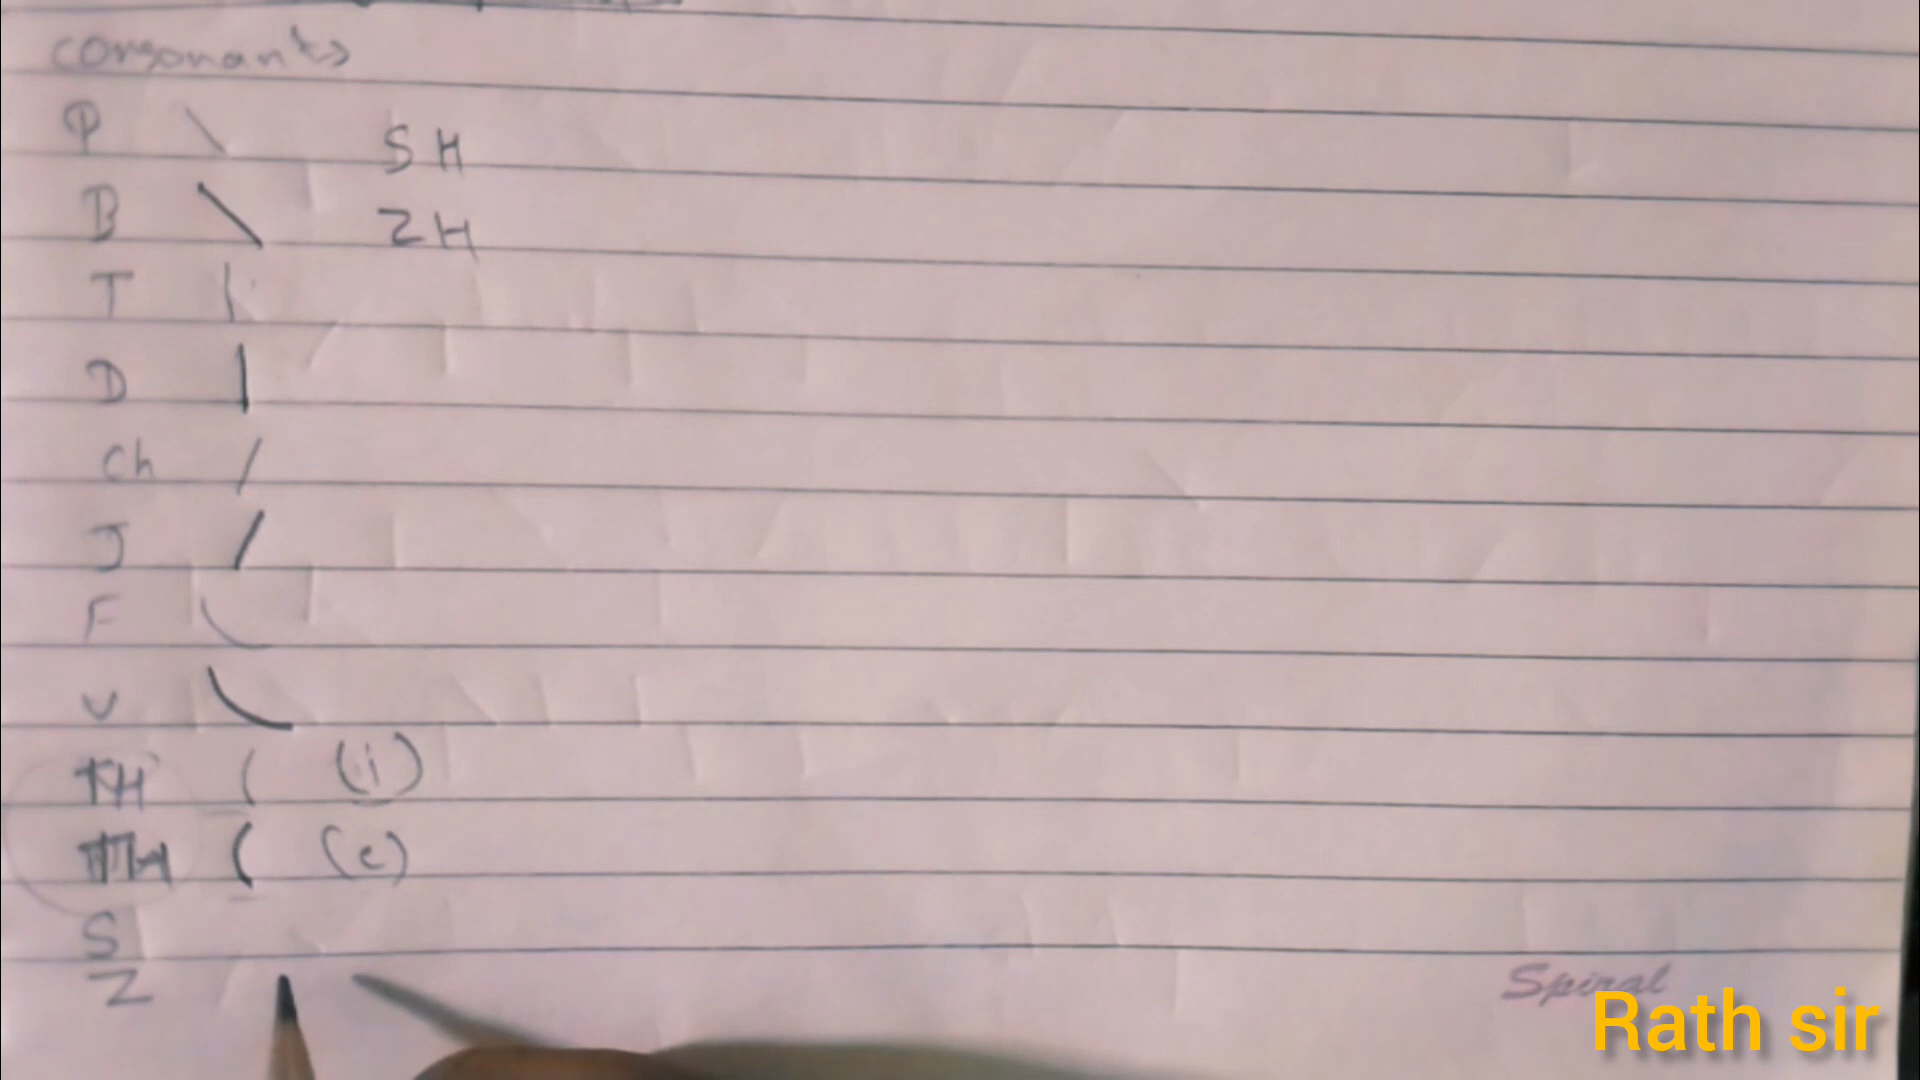 consonants
P \ SH
B \ ZH
T |
D |
Ch /
J /
F
V
TH ( (i)
TH ( (e)
S
Z
Spiral
Rath sir